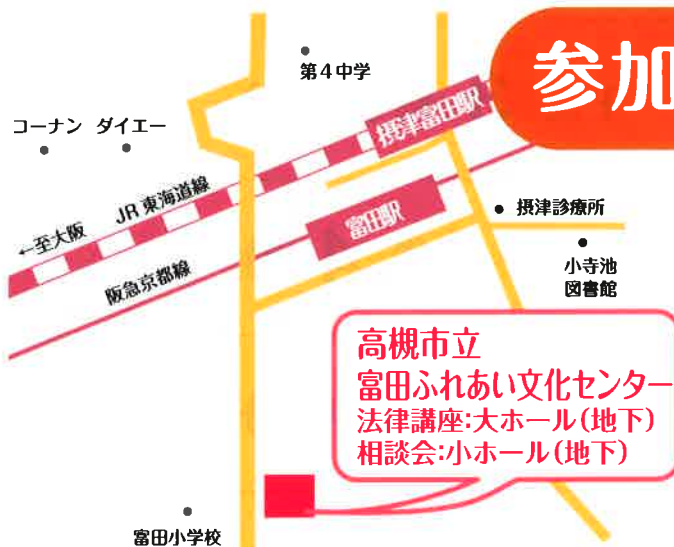 第4中学
参加
コーナン ダイエー
摂津富田駅
JR東海道線
←至大阪
富田駅
阪急京都線
摂津診療所
小寺池
図書館
高槻市立
富田ふれあい文化センター
法律講座:大ホール(地下)
相談会:小ホール(地下)
富田小学校